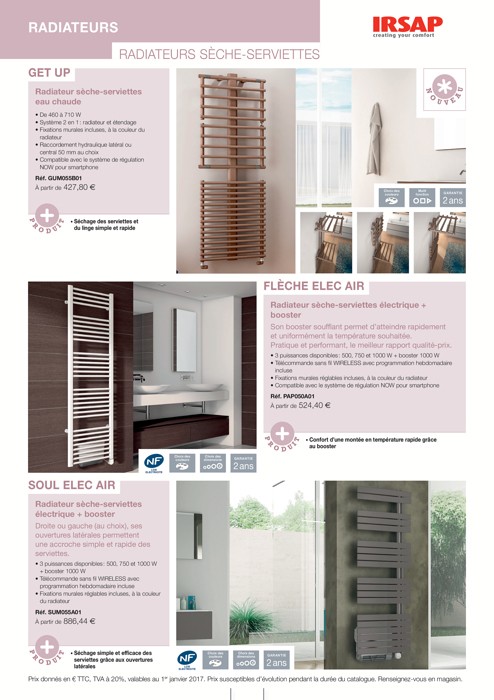 RADIATEURS
IRSAP
creating your comfort
RADIATEURS SÈCHE-SERVIETTES
GET UP
Radiateur sèche-serviettes
eau chaude
• De 460 à 710 W
• Système 2 en 1 : radiateur et étendage
• Fixations murales incluses, à la couleur du
radiateur
• Raccordement hydraulique latéral ou
central 50 mm au choix
• Compatible avec le système de régulation
NOW pour smartphone
Réf. GUM055B01
À partir de 427,80 €
PRODUIT
• Séchage des serviettes et
du linge simple et rapide
NOUVEAU
GARANTIE
2 ans
FLÈCHE ELEC AIR
Radiateur sèche-serviettes électrique +
booster
Son booster soufflant permet d'atteindre rapidement
et uniformément la température souhaitée.
Pratique et performant, le meilleur rapport qualité-prix.
• 3 puissances disponibles : 500, 750 et 1000 W + booster 1000 W
• Télécommande sans fil WIRELESS avec programmation hebdomadaire
incluse
• Fixations murales réglables incluses, à la couleur du radiateur
• Compatible avec le système de régulation NOW pour smartphone
Réf. PAP050A01
À partir de 524,40 €
PRODUIT
• Confort d'une montée en température rapide grâce
au booster
NF
Choix des
couleurs
Choix des
dimensions
GARANTIE
2 ans
SOUL ELEC AIR
Radiateur sèche-serviettes
électrique + booster
Droite ou gauche (au choix), ses
ouvertures latérales permettent
une accroche simple et rapide des
serviettes.
• 3 puissances disponibles : 500, 750 et 1000 W
+ booster 1000 W
• Télécommande sans fil WIRELESS avec
programmation hebdomadaire incluse
• Fixations murales réglables incluses, à la couleur
du radiateur
Réf. SUM055A01
À partir de 886,44 €
PRODUIT
• Séchage simple et efficace des
serviettes grâce aux ouvertures
latérales
NF
Choix des
couleurs
Choix des
dimensions
GARANTIE
2 ans
Prix donnés en € TTC, TVA à 20%, valables au 1er janvier 2017. Prix susceptibles d'évolution pendant la durée du catalogue. Renseignez-vous en magasin.